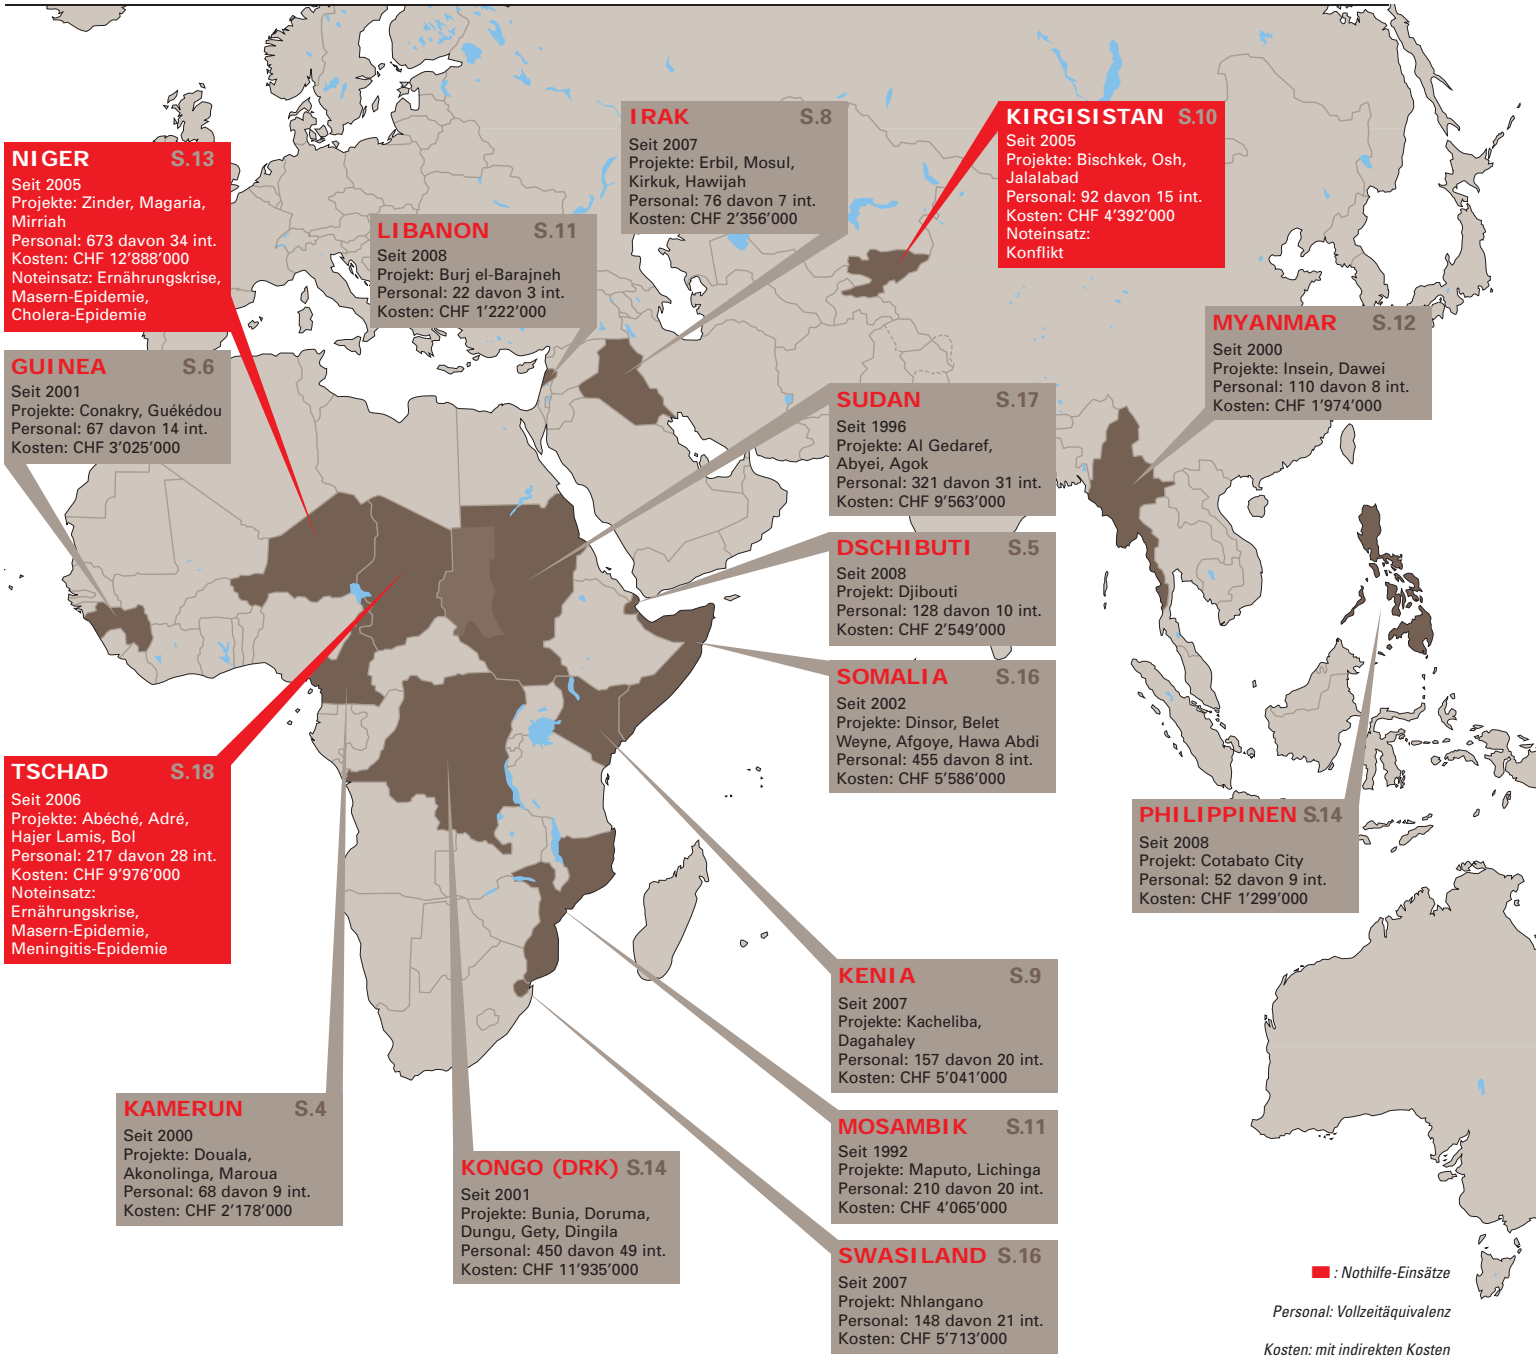 NIGER S.13
Seit 2005
Projekte: Zinder, Magaria,
Mirriah
Personal: 673 davon 34 int.
Kosten: CHF 12’888’000
Noteinsatz: Ernährungskrise,
Masern-Epidemie,
Cholera-Epidemie
GUINEA S.6
Seit 2001
Projekte: Conakry, Guékédou
Personal: 67 davon 14 int.
Kosten: CHF 3’025’000
LIBANON S.11
Seit 2008
Projekt: Burj el-Barajneh
Personal: 22 davon 3 int.
Kosten: CHF 1’222’000
IRAK S.8
Seit 2007
Projekte: Erbil, Mosul,
Kirkuk, Hawijah
Personal: 76 davon 7 int.
Kosten: CHF 2’356’000
KIRGISISTAN S.10
Seit 2005
Projekte: Bischkek, Osh,
Jalalabad
Personal: 92 davon 15 int.
Kosten: CHF 4’392’000
Noteinsatz:
Konflikt
MYANMAR S.12
Seit 2000
Projekte: Insein, Dawei
Personal: 110 davon 8 int.
Kosten: CHF 1’974’000
SUDAN S.17
Seit 1996
Projekte: Al Gedaref,
Abyei, Agok
Personal: 321 davon 31 int.
Kosten: CHF 9’563’000
DSCHIBUTI S.5
Seit 2008
Projekt: Djibouti
Personal: 128 davon 10 int.
Kosten: CHF 2’549’000
SOMALIA S.16
Seit 2002
Projekte: Dinsor, Belet
Weyne, Afgoye, Hawa Abdi
Personal: 455 davon 8 int.
Kosten: CHF 5’586’000
TSCHAD S.18
Seit 2006
Projekte: Abéché, Adré,
Hajer Lamis, Bol
Personal: 217 davon 28 int.
Kosten: CHF 9’976’000
Noteinsatz:
Ernährungskrise,
Masern-Epidemie,
Meningitis-Epidemie
PHILIPPINEN S.14
Seit 2008
Projekt: Cotabato City
Personal: 52 davon 9 int.
Kosten: CHF 1’299’000
KENIA S.9
Seit 2007
Projekte: Kacheliba,
Dagahaley
Personal: 157 davon 20 int.
Kosten: CHF 5’041’000
KAMERUN S.4
Seit 2000
Projekte: Douala,
Akonolinga, Maroua
Personal: 68 davon 9 int.
Kosten: CHF 2’178’000
KONGO (DRK) S.14
Seit 2001
Projekte: Bunia, Doruma,
Dungu, Gety, Dingila
Personal: 450 davon 49 int.
Kosten: CHF 11’935’000
MOSAMBIK S.11
Seit 1992
Projekte: Maputo, Lichinga
Personal: 210 davon 20 int.
Kosten: CHF 4’065’000
SWASILAND S.16
Seit 2007
Projekt: Nhlangano
Personal: 148 davon 21 int.
Kosten: CHF 5’713’000
: Nothilfe-Einsätze
Personal: Vollzeitäquivalenz
Kosten: mit indirekten Kosten